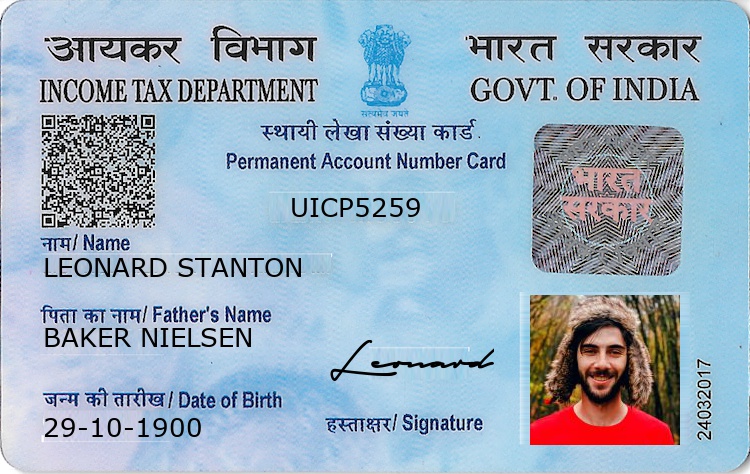 आयकर विभाग
INCOME TAX DEPARTMENT
सत्यमेव जयते
भारत सरकार
GOVT. OF INDIA
स्थायी लेखा संख्या कार्ड
Permanent Account Number Card
UICP5259
भारत
सरकार
नाम/ Name
LEONARD STANTON
पिता का नाम/ Father's Name
BAKER NIELSEN
Leonard
जन्म की तारीख / Date of Birth
29-10-1900
हस्ताक्षर/ Signature
24032017